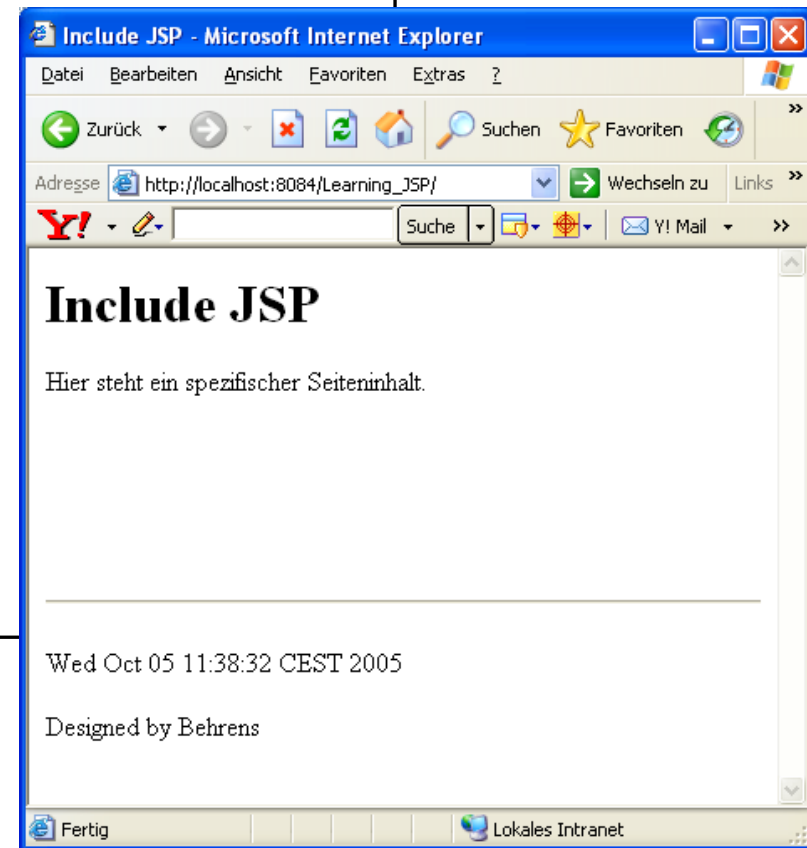 Include JSP - Microsoft Internet Explorer
Datei Bearbeiten Ansicht Favoriten Extras ?
Zurück Suchen Favoriten »
Adresse http://localhost:8084/Learning_JSP/ Wechseln zu Links »
Y! Suche Y! Mail »
Include JSP
Hier steht ein spezifischer Seiteninhalt.
Wed Oct 05 11:38:32 CEST 2005
Designed by Behrens
Fertig Lokales Intranet